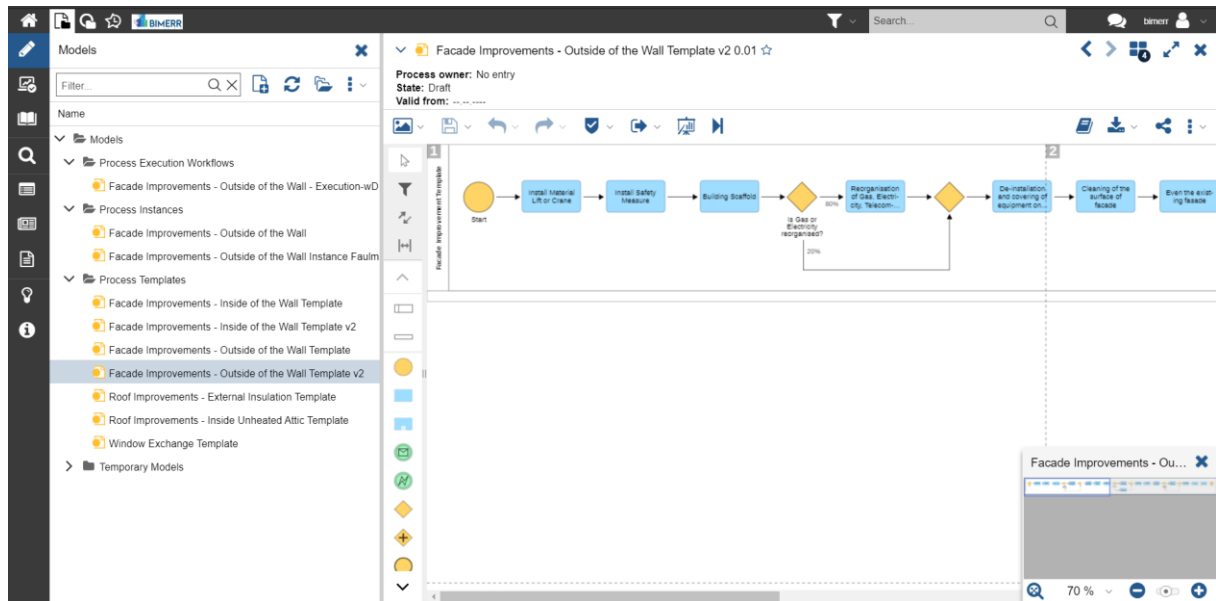 BIMERR
Search...
bimerr
Models
Filter...
Name
Models
Process Execution Workflows
Facade Improvements - Outside of the Wall - Execution-wD
Process Instances
Facade Improvements - Outside of the Wall
Facade Improvements - Outside of the Wall Instance Faulm
Process Templates
Facade Improvements - Inside of the Wall Template
Facade Improvements - Inside of the Wall Template v2
Facade Improvements - Outside of the Wall Template
Facade Improvements - Outside of the Wall Template v2
Roof Improvements - External Insulation Template
Roof Improvements - Inside Unheated Attic Template
Window Exchange Template
Temporary Models
Facade Improvements - Outside of the Wall Template v2 0.01
4
Process owner: No entry
State: Draft
Valid from: --.--.----
1
2
Facade Improvement Template
Start
Install Material
Lift or Crane
Install Safety
Measure
Building Scaffold
Is Gas or
Electricity
reorganised?
80%
20%
Reorganisation
of Gas, Electri-
city, Telecom-...
De-installation
and covering of
equipment on...
Cleaning of the
surface of
facade
Even the exist-
ing fasade
Facade Improvements - Ou...
70 %